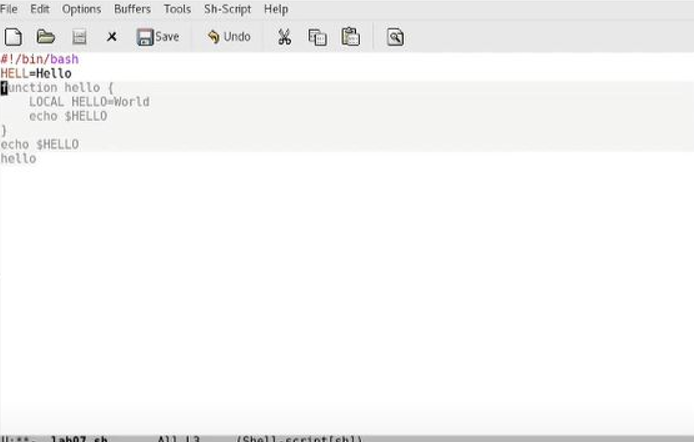 File Edit Options Buffers Tools Sh-Script Help
Save Undo
#!/bin/bash
HELL=Hello
function hello {
    LOCAL HELLO=World
    echo $HELLO
}
echo $HELLO
hello
U:**- lab07.sh All L3 (Shell-script[sh])